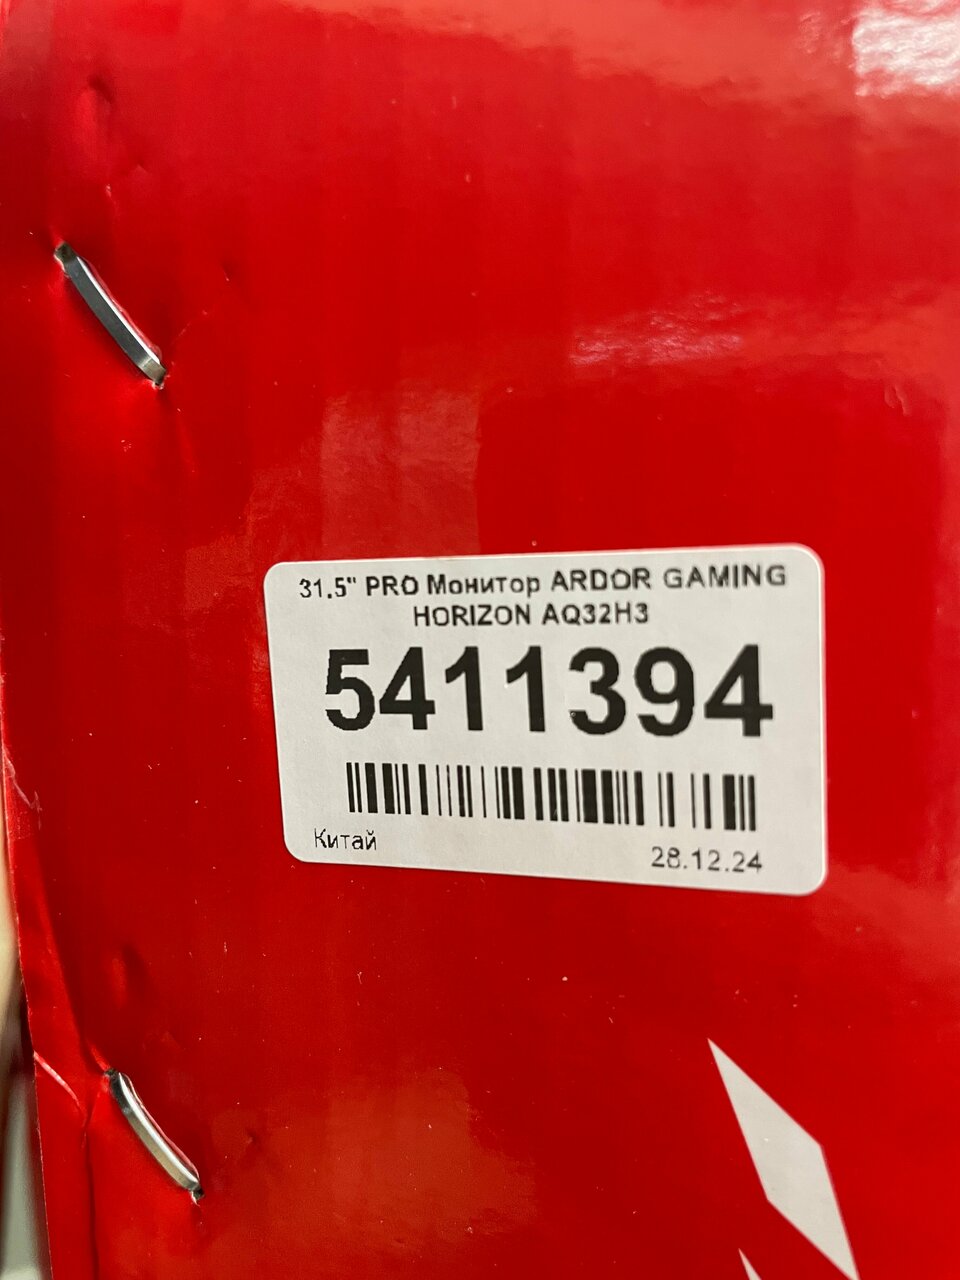 31.5" PRO Монитор ARDOR GAMING
HORIZON AQ32H3
5411394
Китай
28.12.24